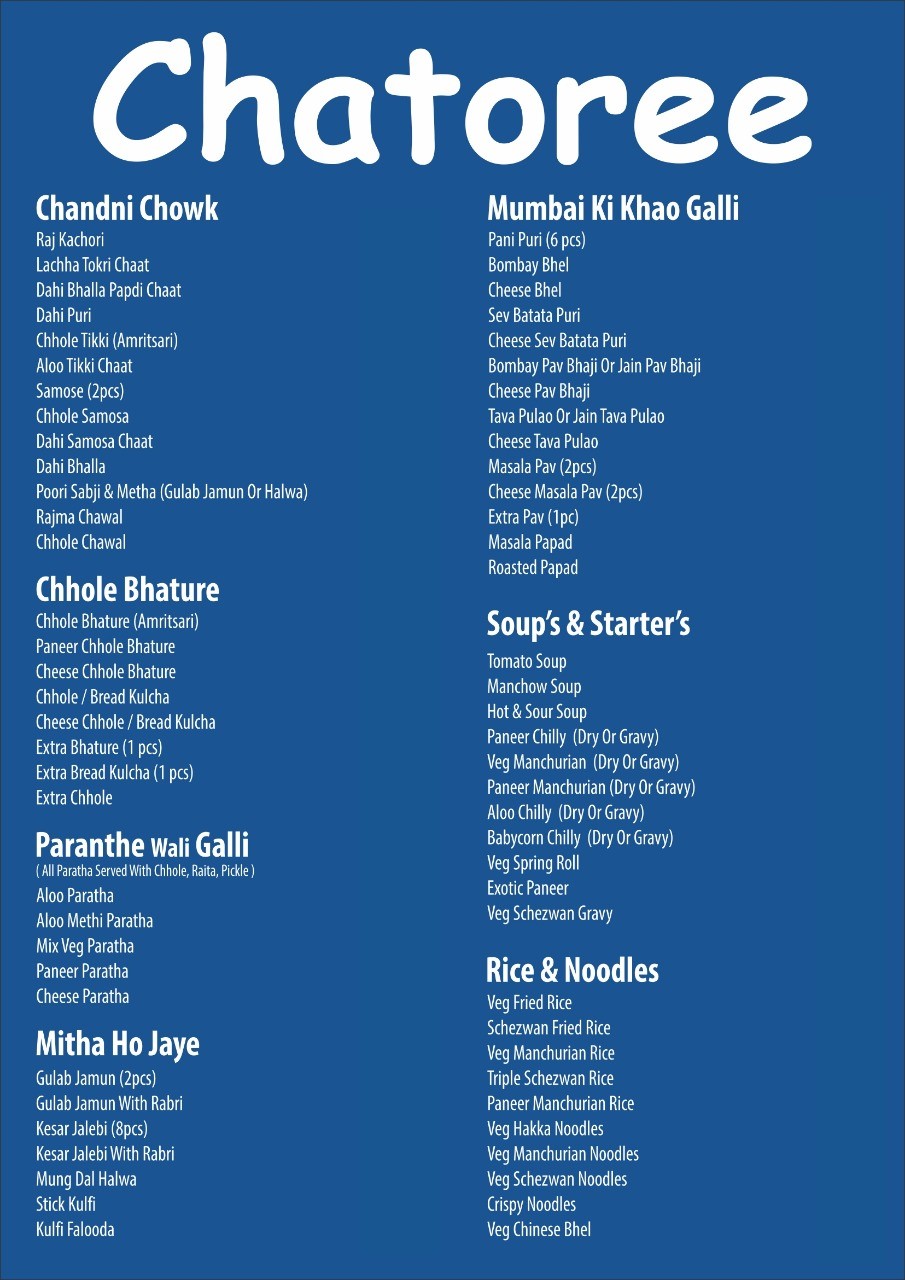 Chatoree
Chandni Chowk
Raj Kachori
Lachha Tokri Chaat
Dahi Bhalla Papdi Chaat
Dahi Puri
Chhole Tikki (Amritsari)
Aloo Tikki Chaat
Samose (2pcs)
Chhole Samosa
Dahi Samosa Chaat
Dahi Bhalla
Poori Sabji & Metha (Gulab Jamun Or Halwa)
Rajma Chawal
Chhole Chawal
Chhole Bhature
Chhole Bhature (Amritsari)
Paneer Chhole Bhature
Cheese Chhole Bhature
Chhole / Bread Kulcha
Cheese Chhole / Bread Kulcha
Extra Bhature (1 pcs)
Extra Bread Kulcha (1 pcs)
Extra Chhole
Paranthe Wali Galli
( All Paratha Served With Chhole, Raita, Pickle )
Aloo Paratha
Aloo Methi Paratha
Mix Veg Paratha
Paneer Paratha
Cheese Paratha
Mitha Ho Jaye
Gulab Jamun (2pcs)
Gulab Jamun With Rabri
Kesar Jalebi (8pcs)
Kesar Jalebi With Rabri
Mung Dal Halwa
Stick Kulfi
Kulfi Falooda
Mumbai Ki Khao Galli
Pani Puri (6 pcs)
Bombay Bhel
Cheese Bhel
Sev Batata Puri
Cheese Sev Batata Puri
Bombay Pav Bhaji Or Jain Pav Bhaji
Cheese Pav Bhaji
Tava Pulao Or Jain Tava Pulao
Cheese Tava Pulao
Masala Pav (2pcs)
Cheese Masala Pav (2pcs)
Extra Pav (1pc)
Masala Papad
Roasted Papad
Soup's & Starter's
Tomato Soup
Manchow Soup
Hot & Sour Soup
Paneer Chilly (Dry Or Gravy)
Veg Manchurian (Dry Or Gravy)
Paneer Manchurian (Dry Or Gravy)
Aloo Chilly (Dry Or Gravy)
Babycorn Chilly (Dry Or Gravy)
Veg Spring Roll
Exotic Paneer
Veg Schezwan Gravy
Rice & Noodles
Veg Fried Rice
Schezwan Fried Rice
Veg Manchurian Rice
Triple Schezwan Rice
Paneer Manchurian Rice
Veg Hakka Noodles
Veg Manchurian Noodles
Veg Schezwan Noodles
Crispy Noodles
Veg Chinese Bhel